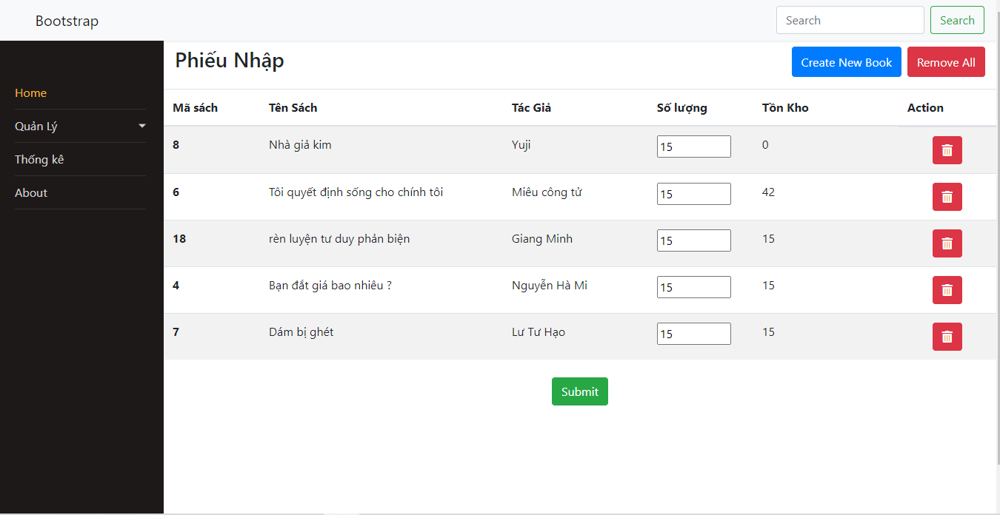 Bootstrap Search Search
Phiếu Nhập Create New Book Remove All
Home
Quản Lý
Thống kê
About
Mã sách Tên Sách Tác Giả Số lượng Tồn Kho Action
8 Nhà giả kim Yuji 15 0
6 Tôi quyết định sống cho chính tôi Miêu công tử 15 42
18 rèn luyện tư duy phản biện Giang Minh 15 15
4 Bạn đắt giá bao nhiêu ? Nguyễn Hà Mi 15 15
7 Dám bị ghét Lư Tư Hạo 15 15
Submit